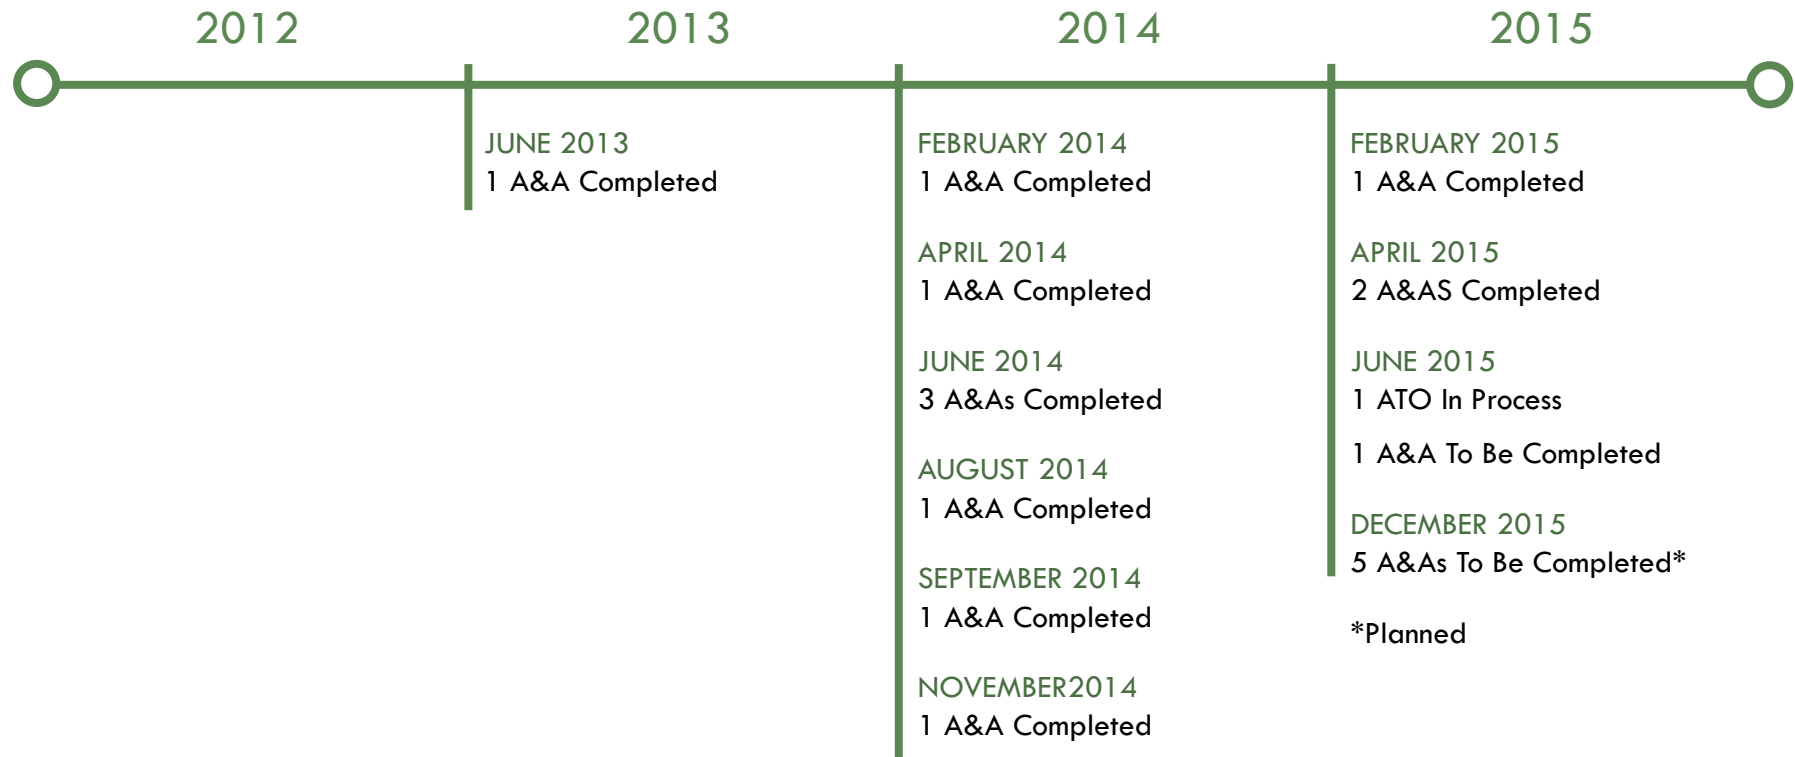 2012
2013
2014
2015
JUNE 2013
1 A&A Completed
FEBRUARY 2014
1 A&A Completed
APRIL 2014
1 A&A Completed
JUNE 2014
3 A&As Completed
AUGUST 2014
1 A&A Completed
SEPTEMBER 2014
1 A&A Completed
NOVEMBER2014
1 A&A Completed
FEBRUARY 2015
1 A&A Completed
APRIL 2015
2 A&AS Completed
JUNE 2015
1 ATO In Process
1 A&A To Be Completed
DECEMBER 2015
5 A&As To Be Completed*
*Planned